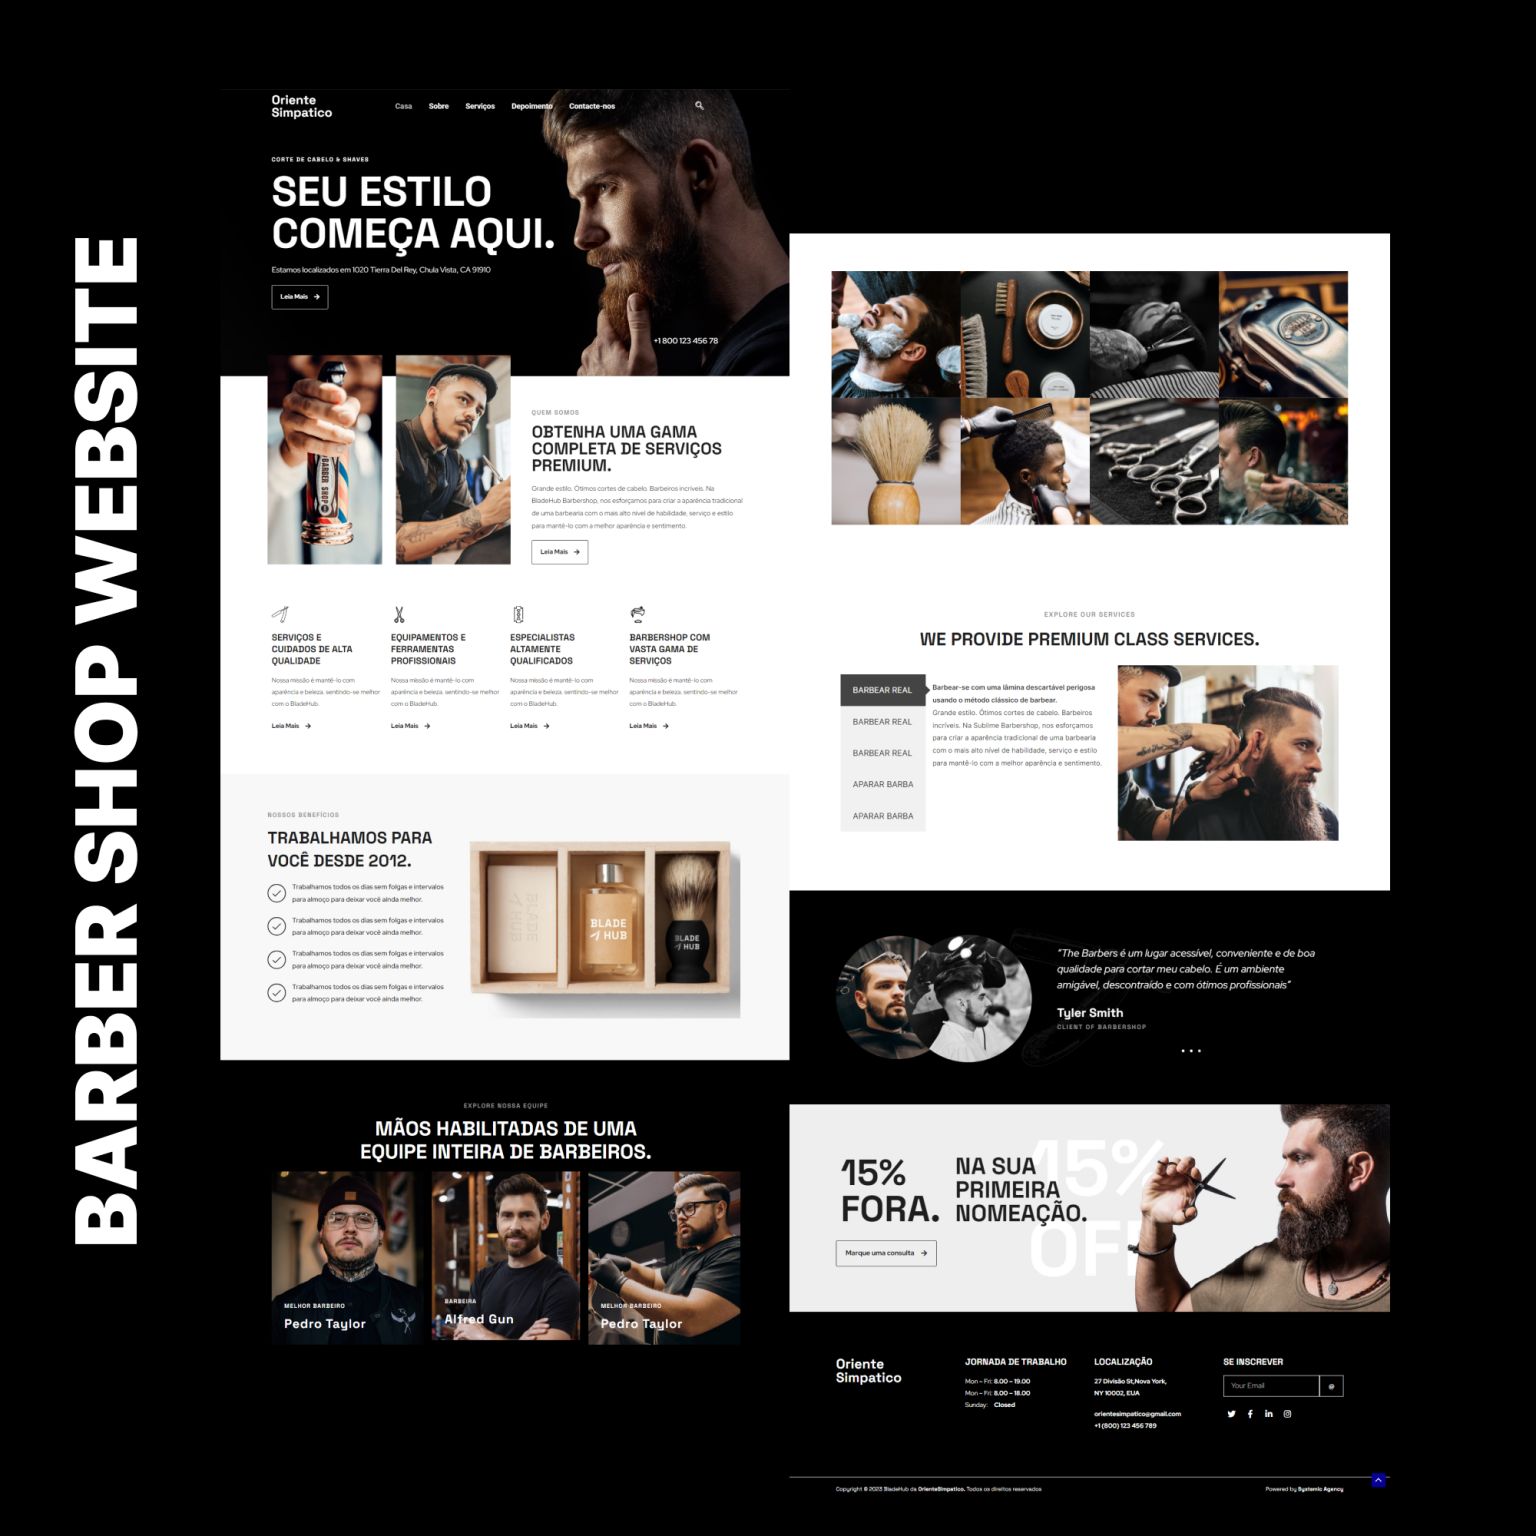 BARBER SHOP WEBSITE
Oriente
Simpatico
Casa Sobre Serviços Depoimento Contacte-nos
CORTE DE CABELO & SHAVES
SEU ESTILO
COMEÇA AQUI.
Estamos localizados em 1020 Tierra Del Rey, Chula Vista, CA 91910
Leia Mais
+1 800 123 456 78
BARBER SHOP
QUEM SOMOS
OBTENHA UMA GAMA
COMPLETA DE SERVIÇOS
PREMIUM.
Grande estilo. Ótimos cortes de cabelo. Barbeiros incríveis. Na
BladeHub Barbershop, nos esforçamos para criar a aparência tradicional
de uma barbearia com o mais alto nível de habilidade, serviço e estilo
para mantê-lo com a melhor aparência e sentimento.
Leia Mais
SERVIÇOS E
CUIDADOS DE ALTA
QUALIDADE
Nossa missão é mantê-lo com
aparência e beleza, sentindo-se melhor
com o BladeHub.
Leia Mais
EQUIPAMENTOS E
FERRAMENTAS
PROFISSIONAIS
Nossa missão é mantê-lo com
aparência e beleza, sentindo-se melhor
com o BladeHub.
Leia Mais
ESPECIALISTAS
ALTAMENTE
QUALIFICADOS
Nossa missão é mantê-lo com
aparência e beleza, sentindo-se melhor
com o BladeHub.
Leia Mais
BARBERSHOP COM
VASTA GAMA DE
SERVIÇOS
Nossa missão é mantê-lo com
aparência e beleza, sentindo-se melhor
com o BladeHub.
Leia Mais
NOSSOS BENEFÍCIOS
TRABALHAMOS PARA
VOCÊ DESDE 2012.
Trabalhamos todos os dias sem folgas e intervalos
para almoço para deixar você ainda melhor.
Trabalhamos todos os dias sem folgas e intervalos
para almoço para deixar você ainda melhor.
Trabalhamos todos os dias sem folgas e intervalos
para almoço para deixar você ainda melhor.
Trabalhamos todos os dias sem folgas e intervalos
para almoço para deixar você ainda melhor.
BLADE
HUB
BLADE
HUB
BLADE
HUB
EXPLORE NOSSA EQUIPE
MÃOS HABILITADAS DE UMA
EQUIPE INTEIRA DE BARBEIROS.
MELHOR BARBEIRO
Pedro Taylor
BARBEIRA
Alfred Gun
MELHOR BARBEIRO
Pedro Taylor
EXPLORE OUR SERVICES
WE PROVIDE PREMIUM CLASS SERVICES.
BARBEAR REAL
BARBEAR REAL
BARBEAR REAL
APARAR BARBA
APARAR BARBA
Barbear-se com uma lâmina descartável perigosa
usando o método clássico de barbear.
Grande estilo. Ótimos cortes de cabelo. Barbeiros
incríveis. Na Sublime Barbershop, nos esforçamos
para criar a aparência tradicional de uma barbearia
com o mais alto nível de habilidade, serviço e estilo
para mantê-lo com a melhor aparência e sentimento.
"The Barbers é um lugar acessível, conveniente e de boa
qualidade para cortar meu cabelo. É um ambiente
amigável, descontraído e com ótimos profissionais"
Tyler Smith
CLIENT OF BARBERSHOP
15%
FORA.
NA SUA
PRIMEIRA
NOMEAÇÃO.
15%
OFF
Marque uma consulta
Oriente
Simpatico
JORNADA DE TRABALHO
Mon – Fri: 8.00 – 19.00
Mon – Fri: 8.00 – 18.00
Sunday: Closed
LOCALIZAÇÃO
27 Divisão St,Nova York,
NY 10002, EUA
orientesimpatico@gmail.com
+1 (800) 123 456 789
SE INSCREVER
Your Email @
Copyright © 2023 BladeHub da OrienteSimpatico. Todos os direitos reservados
Powered by Systemic Agency